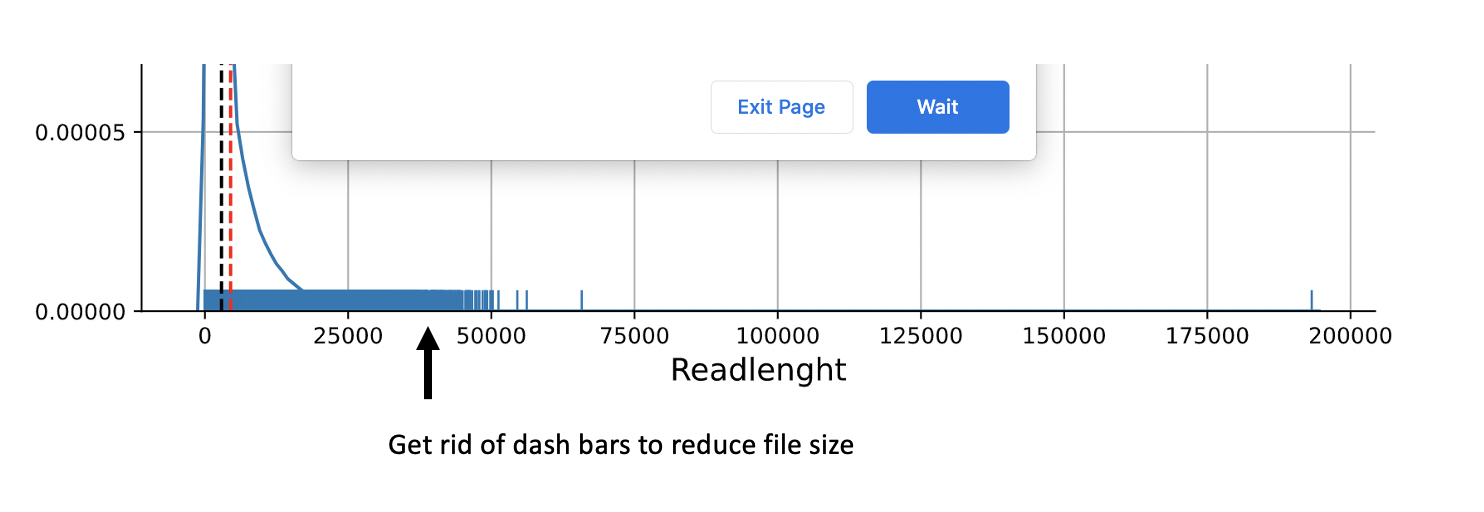 Exit Page Wait
0.00005
0.00000
0 25000 50000 75000 100000 125000 150000 175000 200000
Readlenght
Get rid of dash bars to reduce file size